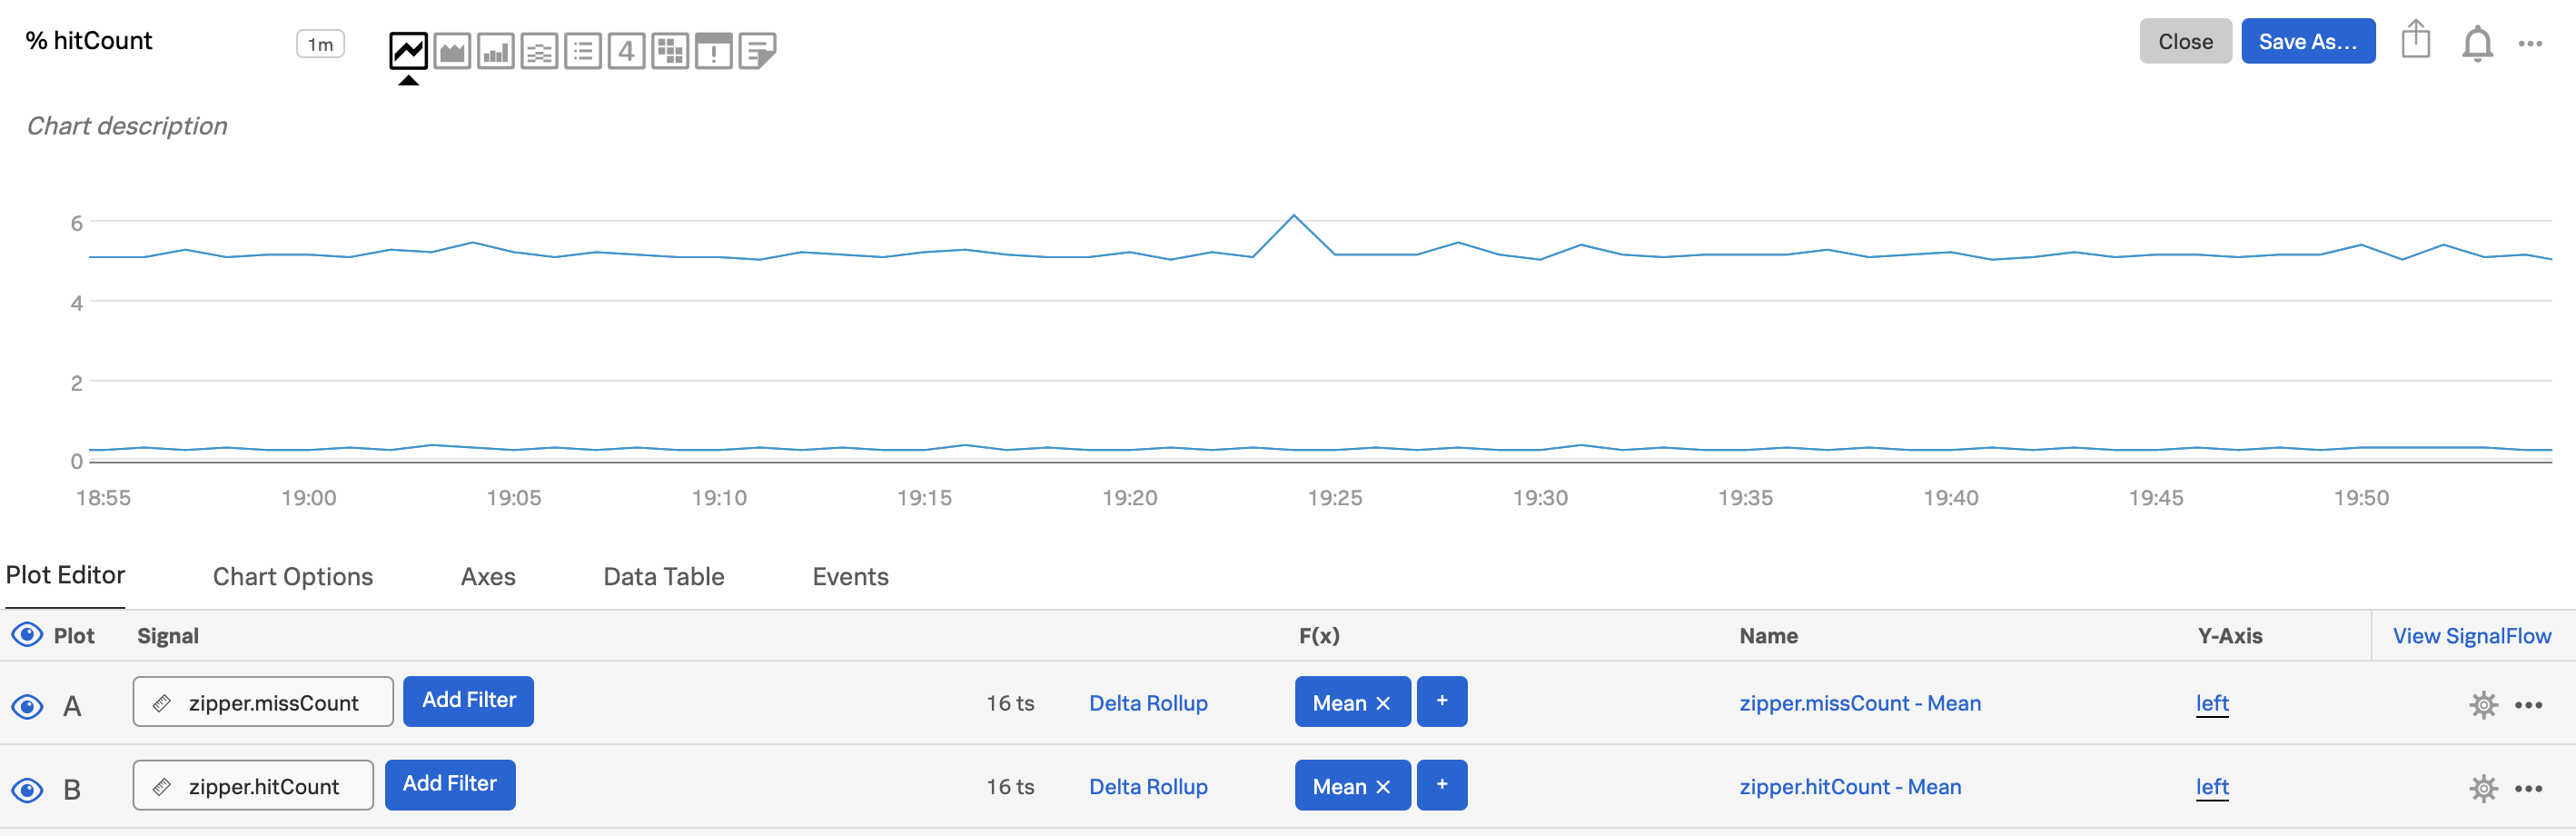 % hitCount 1m 4 Close Save As...
Chart description
6
4
2
0
18:55 19:00 19:05 19:10 19:15 19:20 19:25 19:30 19:35 19:40 19:45 19:50
Plot Editor Chart Options Axes Data Table Events
Plot Signal F(x) Name Y-Axis View SignalFlow
A zipper.missCount Add Filter 16 ts Delta Rollup Mean × + zipper.missCount - Mean left
B zipper.hitCount Add Filter 16 ts Delta Rollup Mean × + zipper.hitCount - Mean left